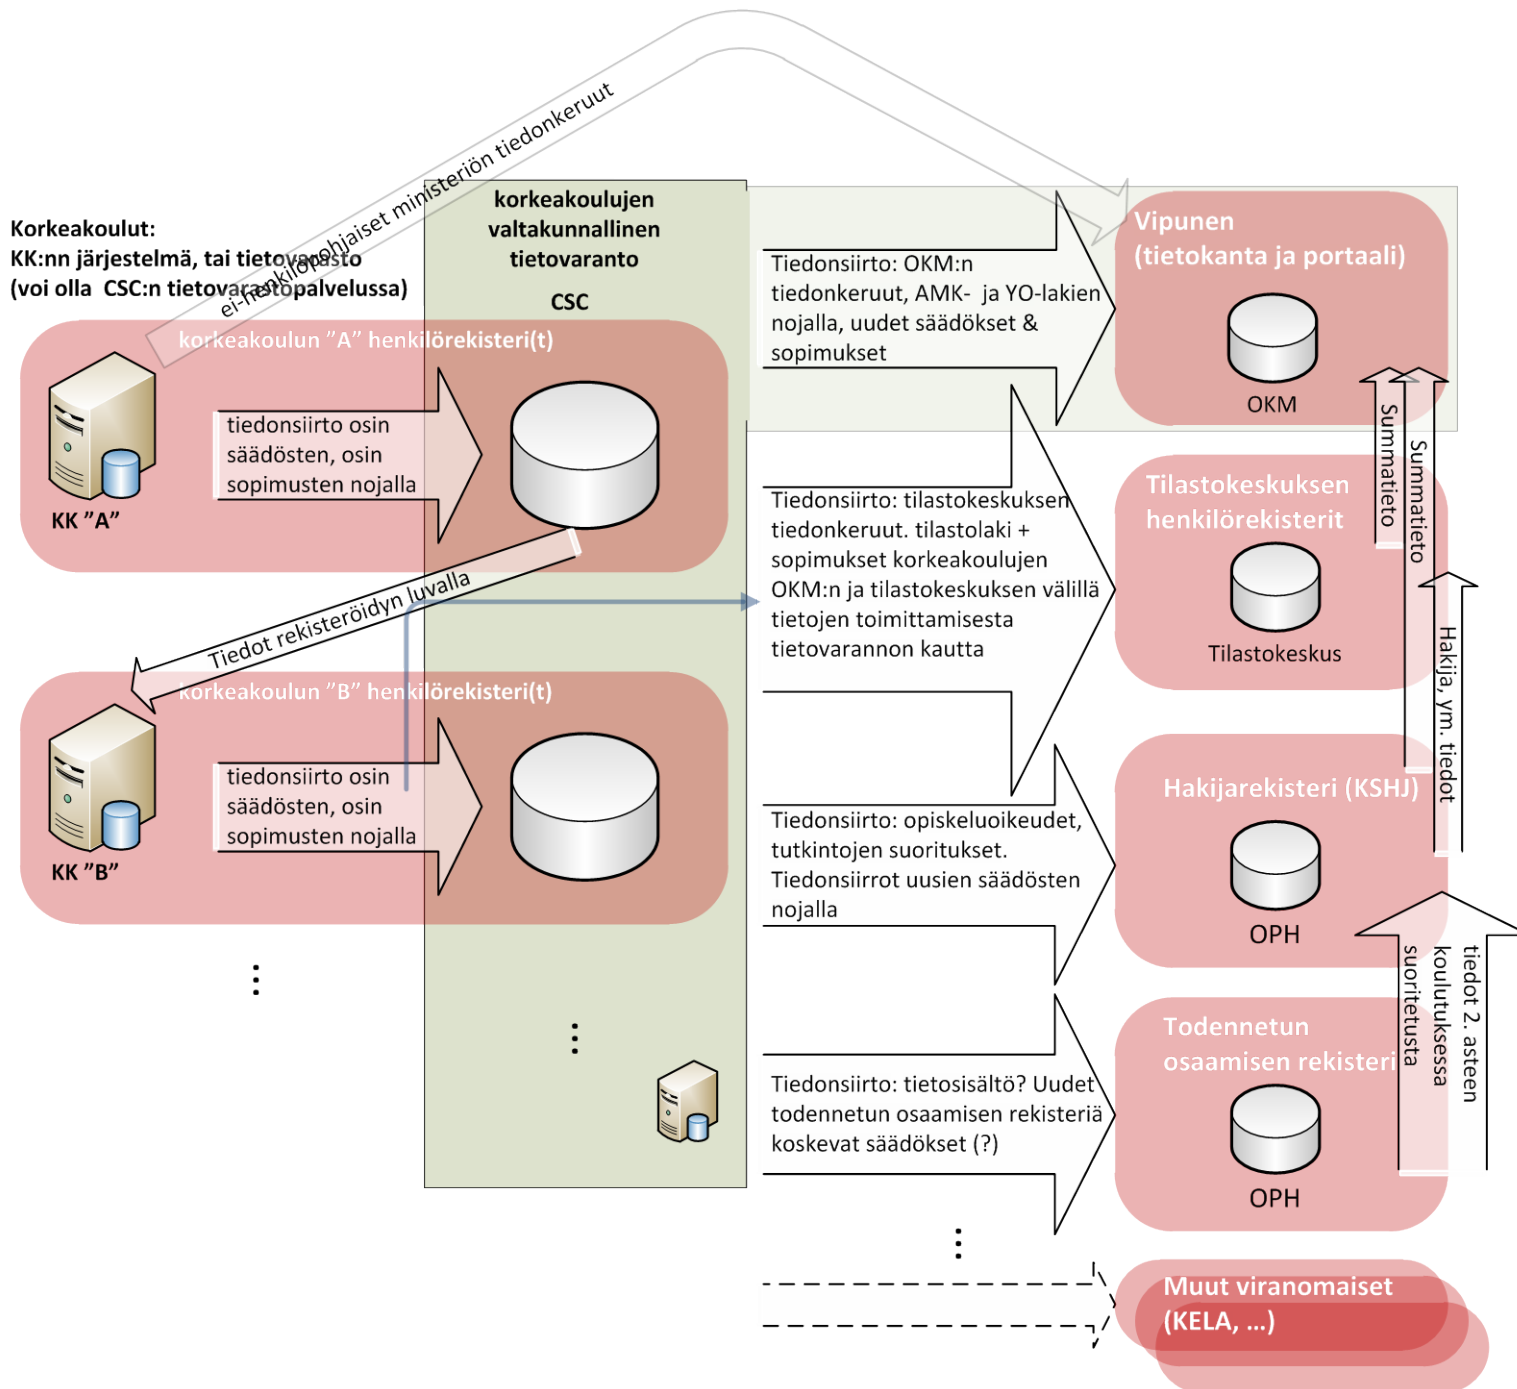 ei-henkilöpohjaiset ministeriön tiedonkeruut
Korkeakoulut:
KK:nn järjestelmä, tai tietovarasto
(voi olla CSC:n tietovarastopalvelussa)
korkeakoulujen
valtakunnallinen
tietovaranto
CSC
korkeakoulun ”A” henkilörekisteri(t)
tiedonsiirto osin
säädösten, osin
sopimusten nojalla
KK ”A”
Tiedot rekisteröidyn luvalla
korkeakoulun ”B” henkilörekisteri(t)
tiedonsiirto osin
säädösten, osin
sopimusten nojalla
KK ”B”
...
...
Tiedonsiirto: OKM:n
tiedonkeruut, AMK- ja YO-lakien
nojalla, uudet säädökset &
sopimukset
Vipunen
(tietokanta ja portaali)
OKM
Tiedonsiirto: tilastokeskuksen
tiedonkeruut. tilastolaki +
sopimukset korkeakoulujen
OKM:n ja tilastokeskuksen välillä
tietojen toimittamisesta
tietovarannon kautta
Tilastokeskuksen
henkilörekisterit
Tilastokeskus
Summatieto
Summatieto
Hakija, ym. tiedot
Tiedonsiirto: opiskeluoikeudet,
tutkintojen suoritukset.
Tiedonsiirrot uusien säädösten
nojalla
Hakijarekisteri (KSHJ)
OPH
tiedot 2. asteen
koulutuksessa
suoritetusta
Tiedonsiirto: tietosisältö? Uudet
todennetun osaamisen rekisteriä
koskevat säädökset (?)
Todennetun
osaamisen rekisteri
OPH
...
Muut viranomaiset
(KELA, …)